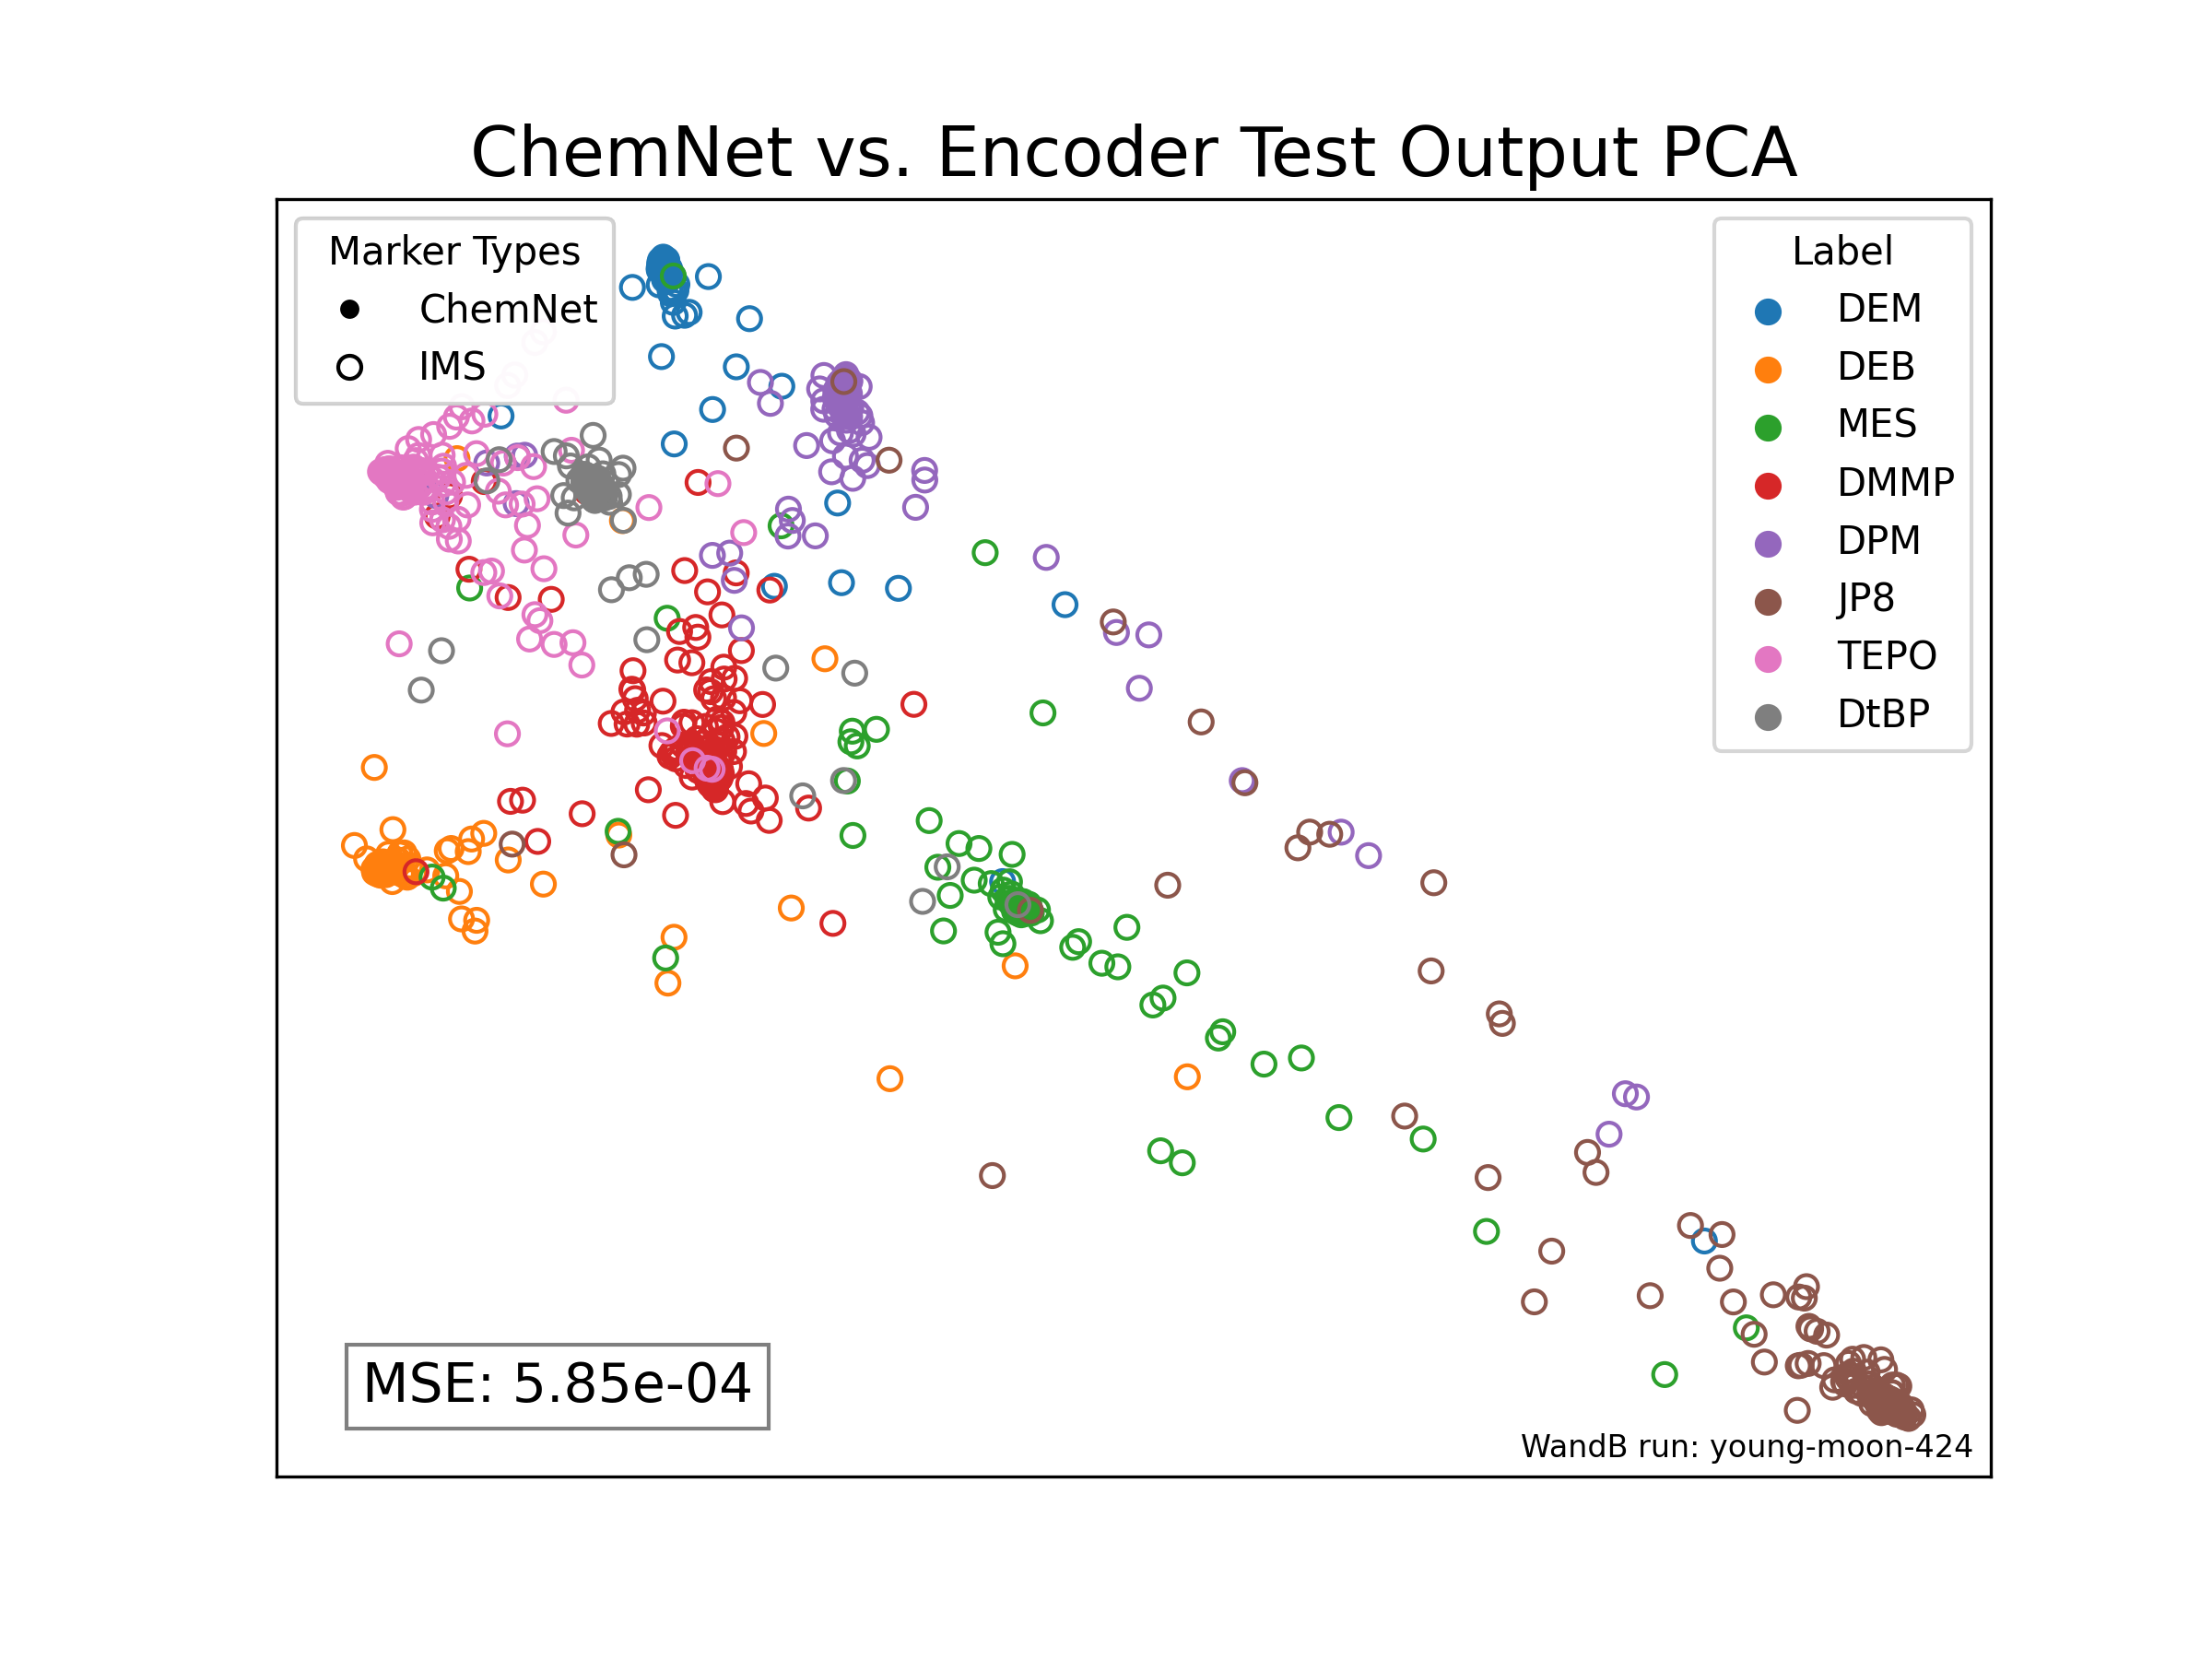 ChemNet vs. Encoder Test Output PCA
Marker Types
ChemNet
IMS
Label
DEM
DEB
MES
DMMP
DPM
JP8
TEPO
DtBP
MSE: 5.85e-04
WandB run: young-moon-424